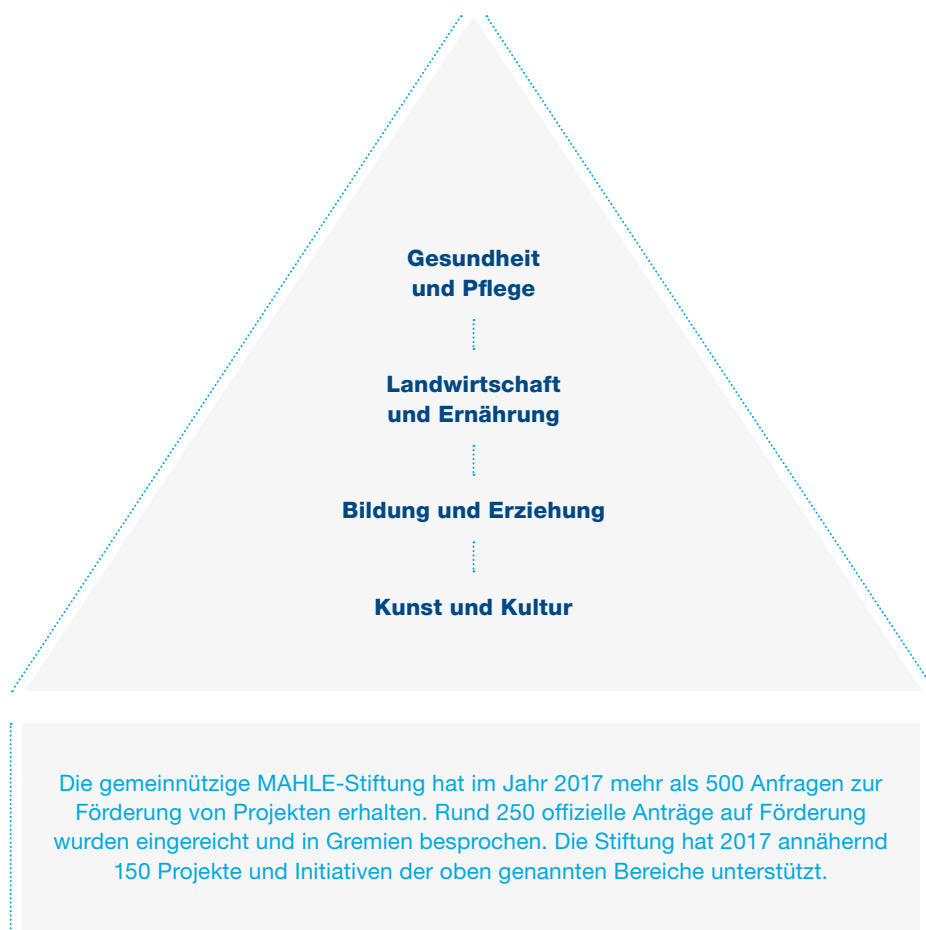 Gesundheit
und Pflege
Landwirtschaft
und Ernährung
Bildung und Erziehung
Kunst und Kultur
Die gemeinnützige MAHLE-Stiftung hat im Jahr 2017 mehr als 500 Anfragen zur
Förderung von Projekten erhalten. Rund 250 offizielle Anträge auf Förderung
wurden eingereicht und in Gremien besprochen. Die Stiftung hat 2017 annähernd
150 Projekte und Initiativen der oben genannten Bereiche unterstützt.